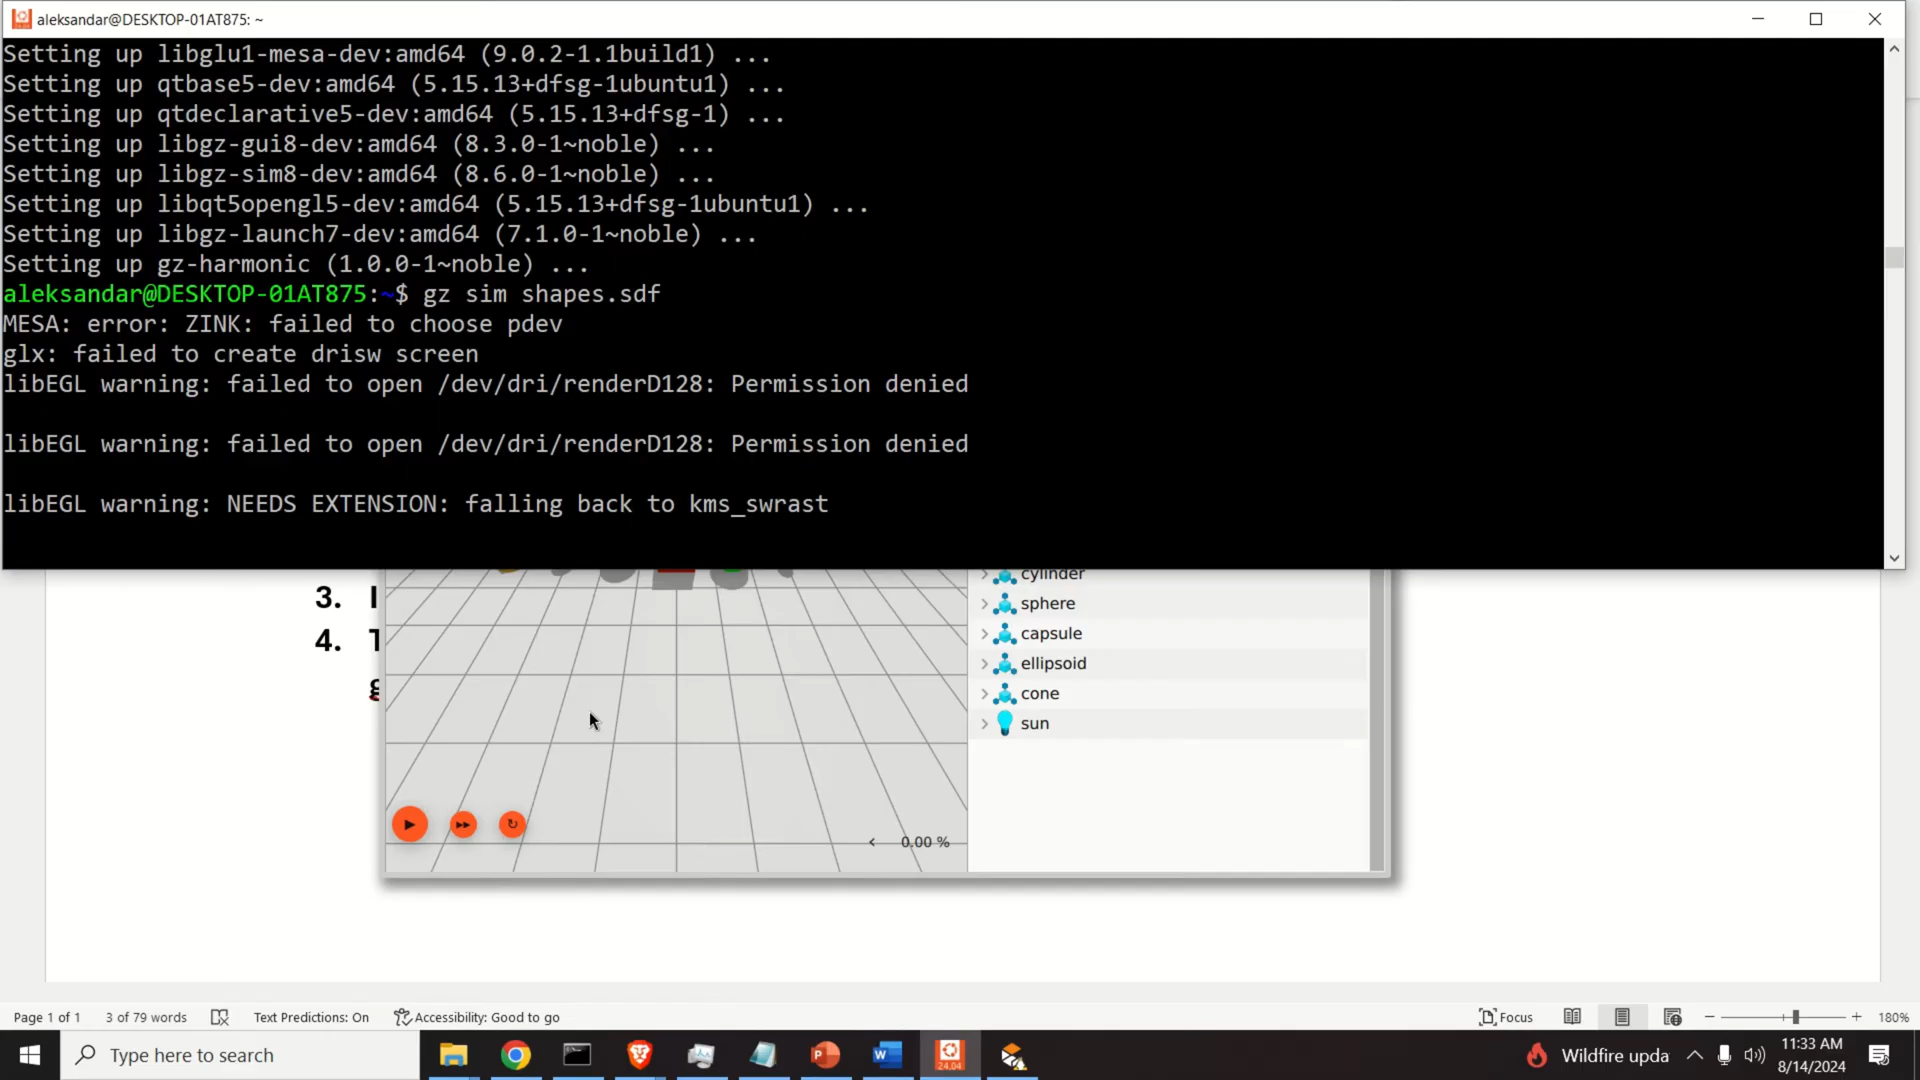 aleksandar@DESKTOP-01AT875: ~
Setting up libglu1-mesa-dev:amd64 (9.0.2-1.1build1) ...
Setting up qtbase5-dev:amd64 (5.15.13+dfsg-1ubuntu1) ...
Setting up qtdeclarative5-dev:amd64 (5.15.13+dfsg-1) ...
Setting up libgz-gui8-dev:amd64 (8.3.0-1~noble) ...
Setting up libgz-sim8-dev:amd64 (8.6.0-1~noble) ...
Setting up libqt5opengl5-dev:amd64 (5.15.13+dfsg-1ubuntu1) ...
Setting up libgz-launch7-dev:amd64 (7.1.0-1~noble) ...
Setting up gz-harmonic (1.0.0-1~noble) ...
aleksandar@DESKTOP-01AT875:~$ gz sim shapes.sdf
MESA: error: ZINK: failed to choose pdev
glx: failed to create drisw screen
libEGL warning: failed to open /dev/dri/renderD128: Permission denied
libEGL warning: failed to open /dev/dri/renderD128: Permission denied
libEGL warning: NEEDS EXTENSION: falling back to kms_swrast
3.
4.
cylinder
sphere
capsule
ellipsoid
cone
sun
0.00 %
Page 1 of 1 3 of 79 words Text Predictions: On Accessibility: Good to go Focus 180%
Type here to search 24.04 Wildfire upda 11:33 AM
8/14/2024